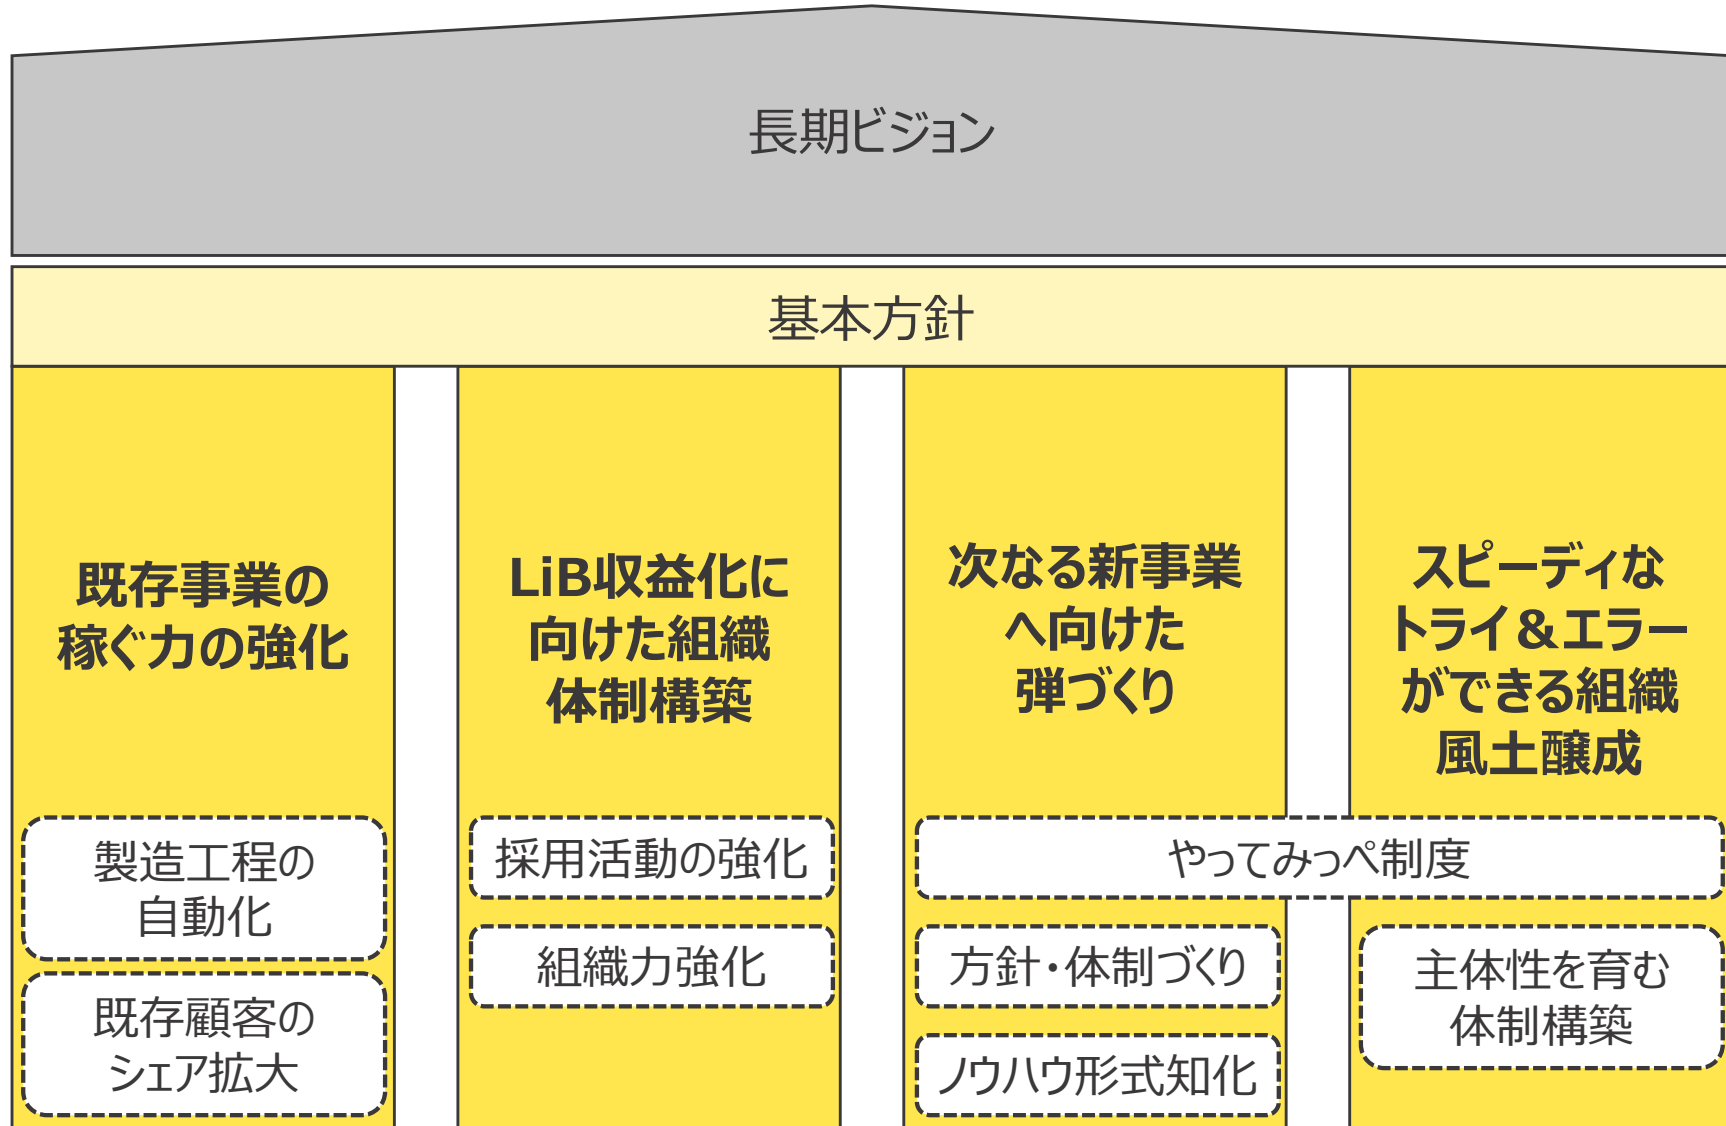 長期ビジョン
基本方針
既存事業の
稼ぐ力の強化
製造工程の
自動化
既存顧客の
シェア拡大
LiB収益化に
向けた組織
体制構築
採用活動の強化
組織力強化
次なる新事業
へ向けた
弾づくり
やってみっぺ制度
方針・体制づくり
ノウハウ形式知化
スピーディな
トライ＆エラー
ができる組織
風土醸成
主体性を育む
体制構築